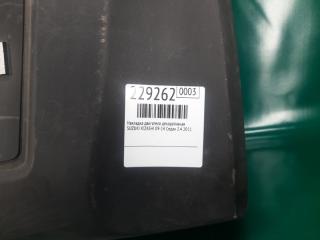 229262 0003
Накладка двигателя декоративная
SUZUKI KIZASHI 09-14 Седан 2.4 2011